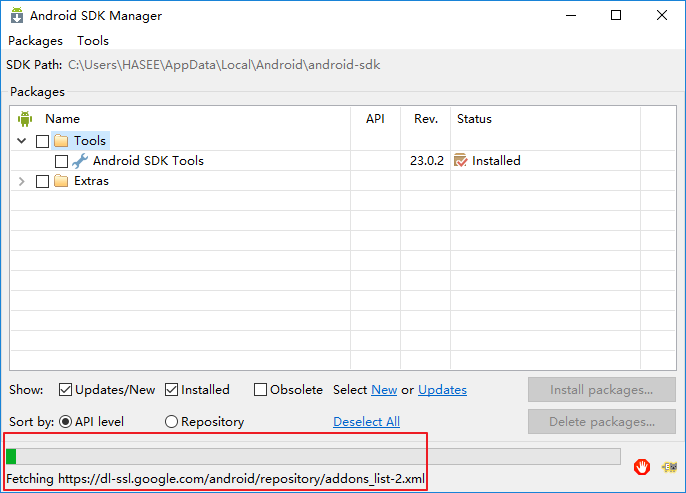 Android SDK Manager
Packages Tools
SDK Path: C:\Users\HASEE\AppData\Local\Android\android-sdk
Packages
Name API Rev. Status
Tools
Android SDK Tools 23.0.2 Installed
Extras
Show: Updates/New Installed Obsolete Select New or Updates Install packages...
Sort by: API level Repository Deselect All Delete packages...
Fetching https://dl-ssl.google.com/android/repository/addons_list-2.xml